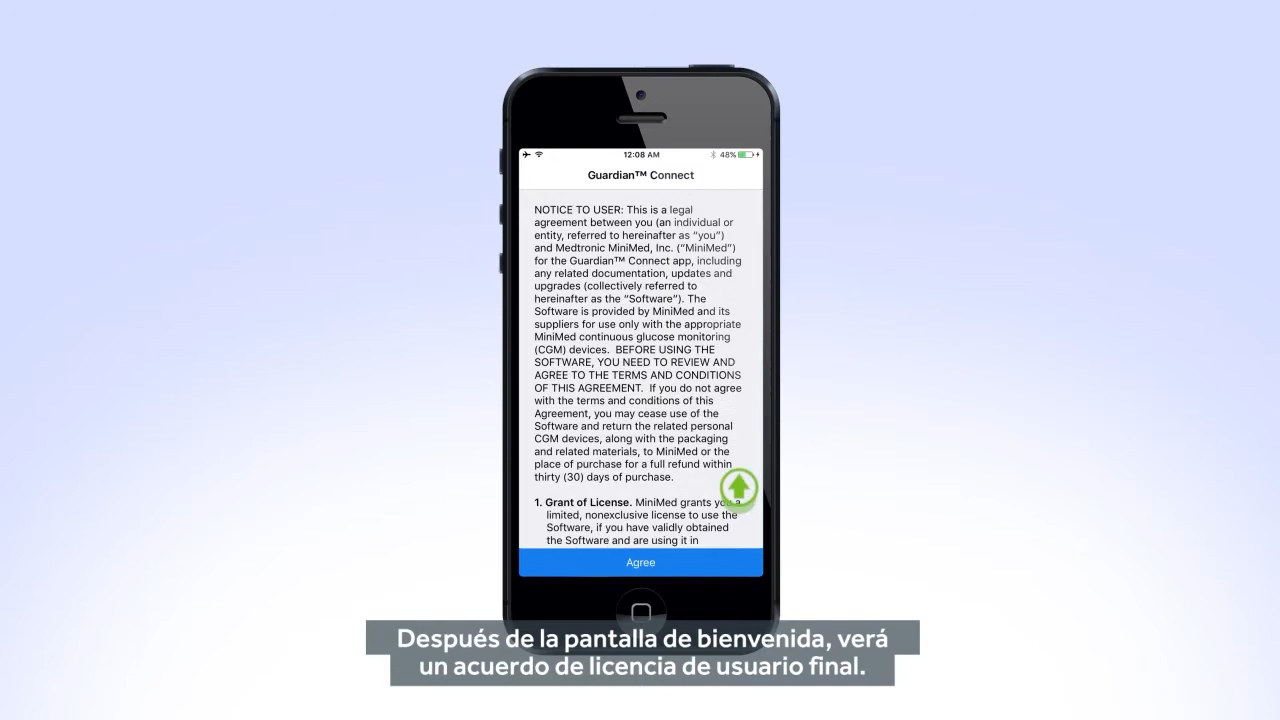 12:08 AM
48%
Guardian™ Connect
NOTICE TO USER: This is a legal
agreement between you (an individual or
entity, referred to hereinafter as “you”)
and Medtronic MiniMed, Inc. (“MiniMed”)
for the Guardian™ Connect app, including
any related documentation, updates and
upgrades (collectively referred to
hereinafter as the “Software”). The
Software is provided by MiniMed and its
suppliers for use only with the appropriate
MiniMed continuous glucose monitoring
(CGM) devices. BEFORE USING THE
SOFTWARE, YOU NEED TO REVIEW AND
AGREE TO THE TERMS AND CONDITIONS
OF THIS AGREEMENT. If you do not agree
with the terms and conditions of this
Agreement, you may cease use of the
Software and return the related personal
CGM devices, along with the packaging
and related materials, to MiniMed or the
place of purchase for a full refund within
thirty (30) days of purchase.
1. Grant of License. MiniMed grants you a
limited, nonexclusive license to use the
Software, if you have validly obtained
the Software and are using it in
Agree
Después de la pantalla de bienvenida, verá
un acuerdo de licencia de usuario final.